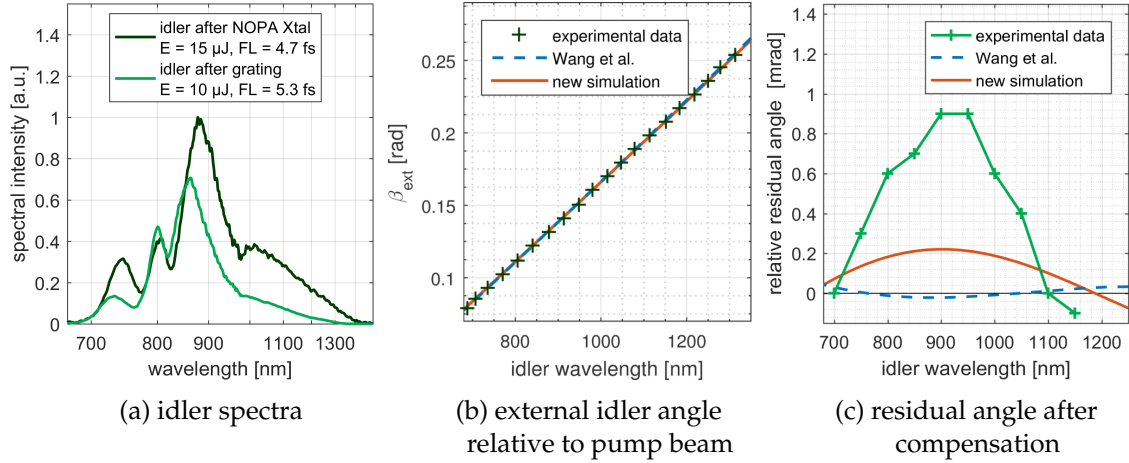 spectral intensity [a.u.]
1.4
1.2
1
0.8
0.6
0.4
0.2
0
idler after NOPA Xtal
E = 15 µJ, FL = 4.7 fs
idler after grating
E = 10 µJ, FL = 5.3 fs
700 800 900 1000 1100 1300
wavelength [nm]
(a) idler spectra
βext [rad]
0.25
0.2
0.15
0.1
experimental data
Wang et al.
new simulation
800 1000 1200
idler wavelength [nm]
(b) external idler angle
relative to pump beam
relative residual angle [mrad]
1.4
1.2
1
0.8
0.6
0.4
0.2
0
experimental data
Wang et al.
new simulation
700 800 900 1000 1100 1200
idler wavelength [nm]
(c) residual angle after
compensation